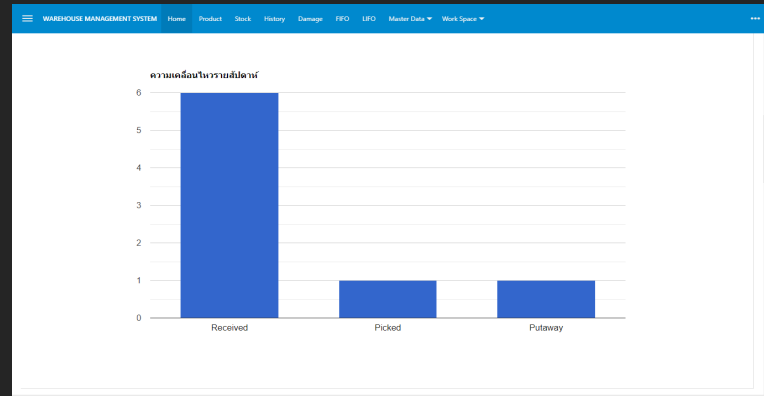 WAREHOUSE MANAGEMENT SYSTEM Home Product Stock History Damage FIFO LIFO Master Data Work Space
ความเคลื่อนไหวรายสัปดาห์
6
5
4
3
2
1
0
Received Picked Putaway